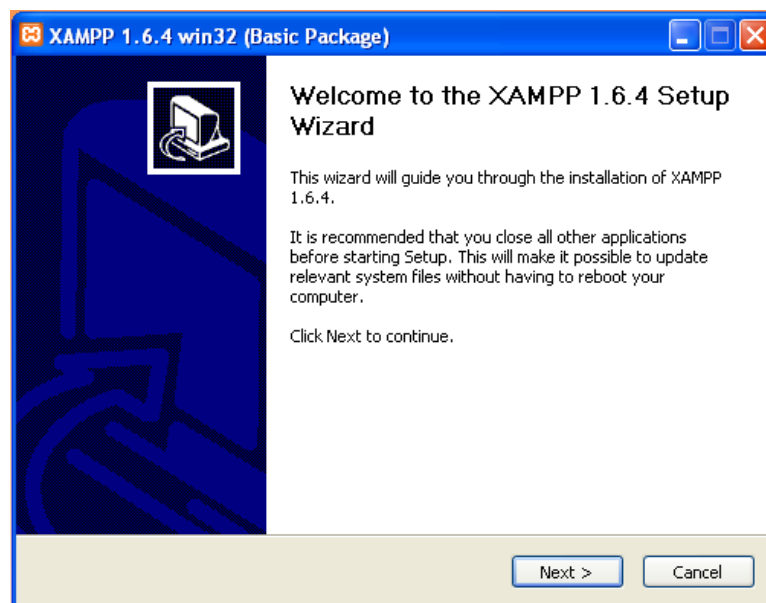 XAMPP 1.6.4 win32 (Basic Package)
Welcome to the XAMPP 1.6.4 Setup
Wizard
This wizard will guide you through the installation of XAMPP
1.6.4.
It is recommended that you close all other applications
before starting Setup. This will make it possible to update
relevant system files without having to reboot your
computer.
Click Next to continue.
Next >
Cancel